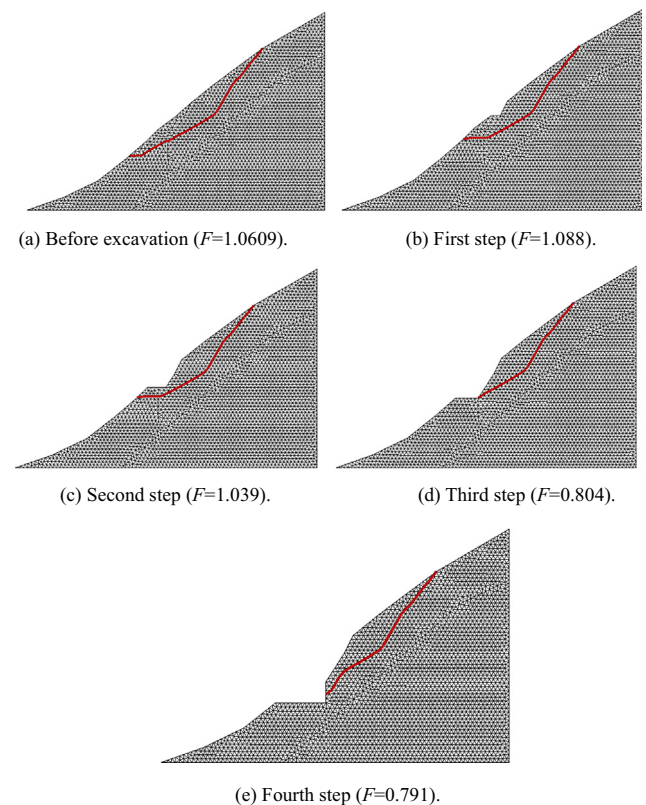 (a) Before excavation (F=1.0609).
(b) First step (F=1.088).
(c) Second step (F=1.039).
(d) Third step (F=0.804).
(e) Fourth step (F=0.791).